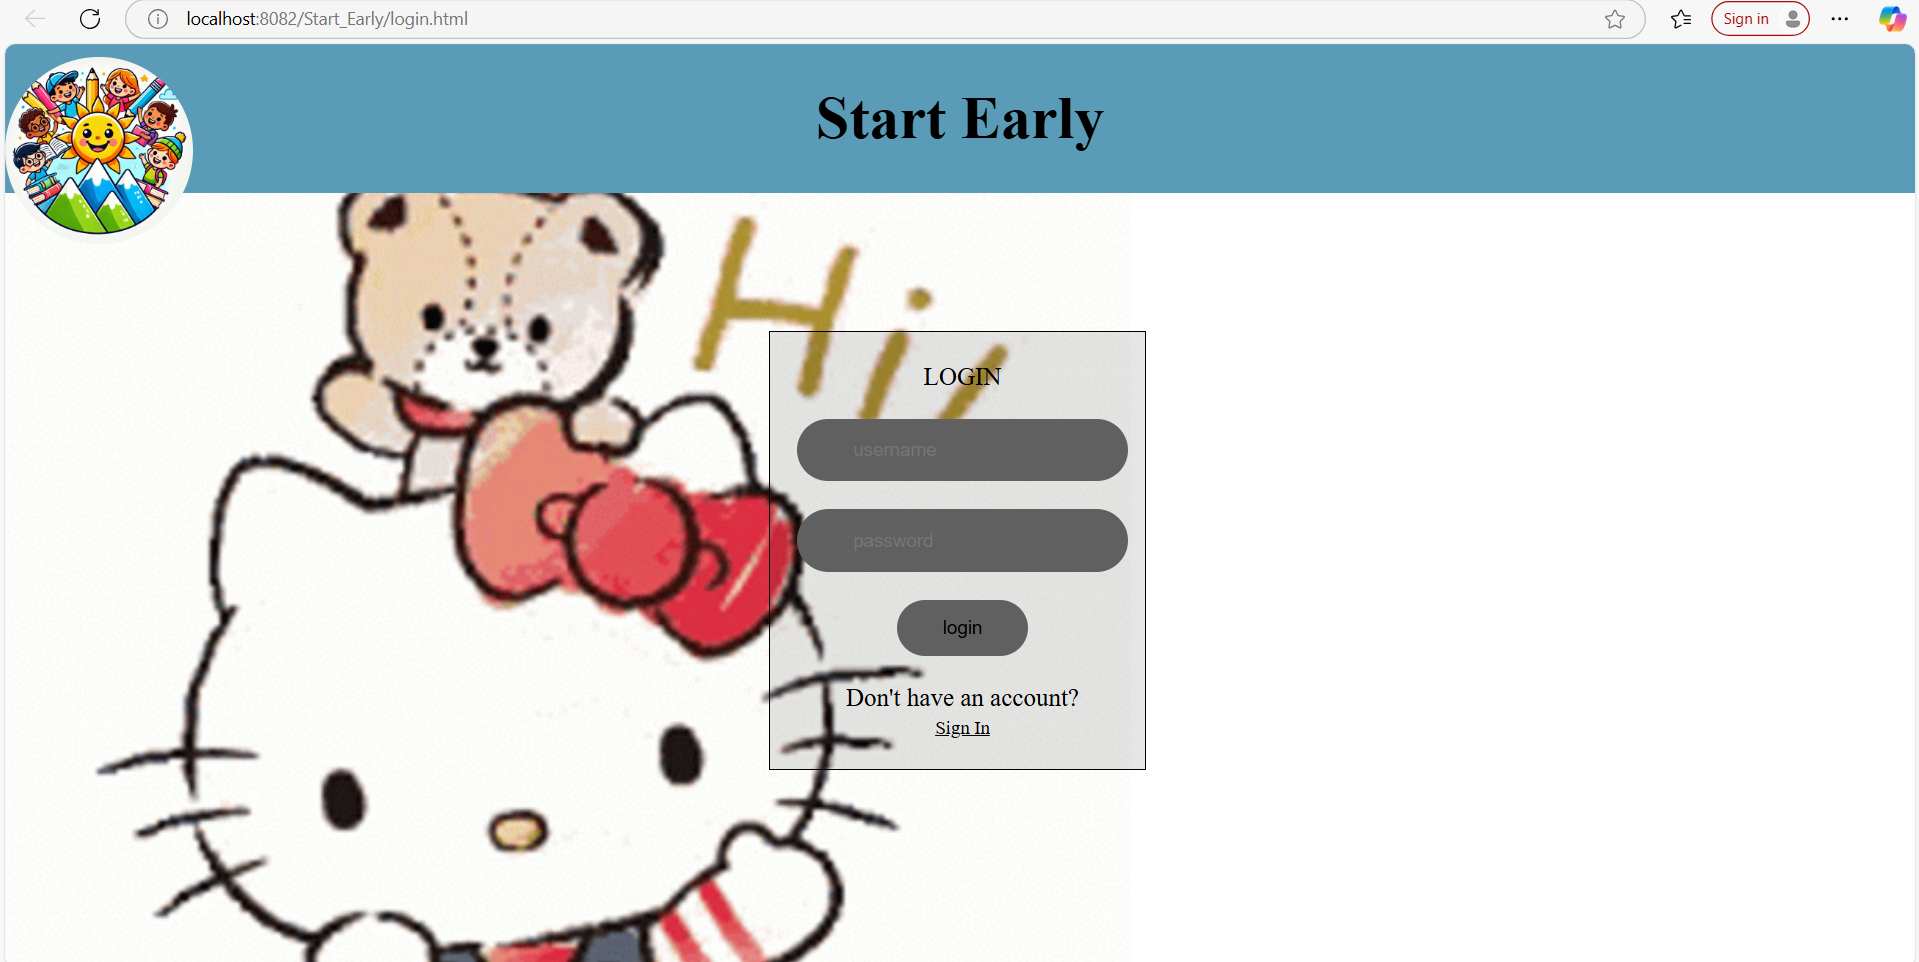 localhost:8082/Start_Early/login.html
Sign in
Start Early
Hi!
LOGIN
username
password
login
Don't have an account?
Sign In